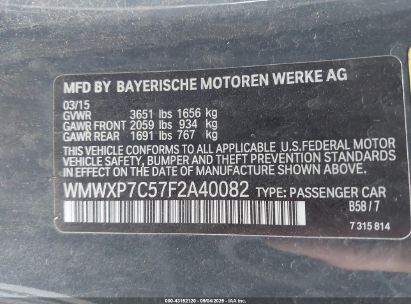 MFD BY BAYERISCHE MOTOREN WERKE AG
03/15
GVWR 3651 lbs 1656 kg
GAWR FRONT 2059 lbs 934 kg
GAWR REAR 1691 lbs 767 kg
THIS VEHICLE CONFORMS TO ALL APPLICABLE U.S.FEDERAL MOTOR
VEHICLE SAFETY, BUMPER, AND THEFT PREVENTION STANDARDS
IN EFFECT ON THE DATE OF MANUFACTURE SHOWN ABOVE.
WMWXP7C57F2A40082 TYPE: PASSENGER CAR
B58 / 7
7 315 814